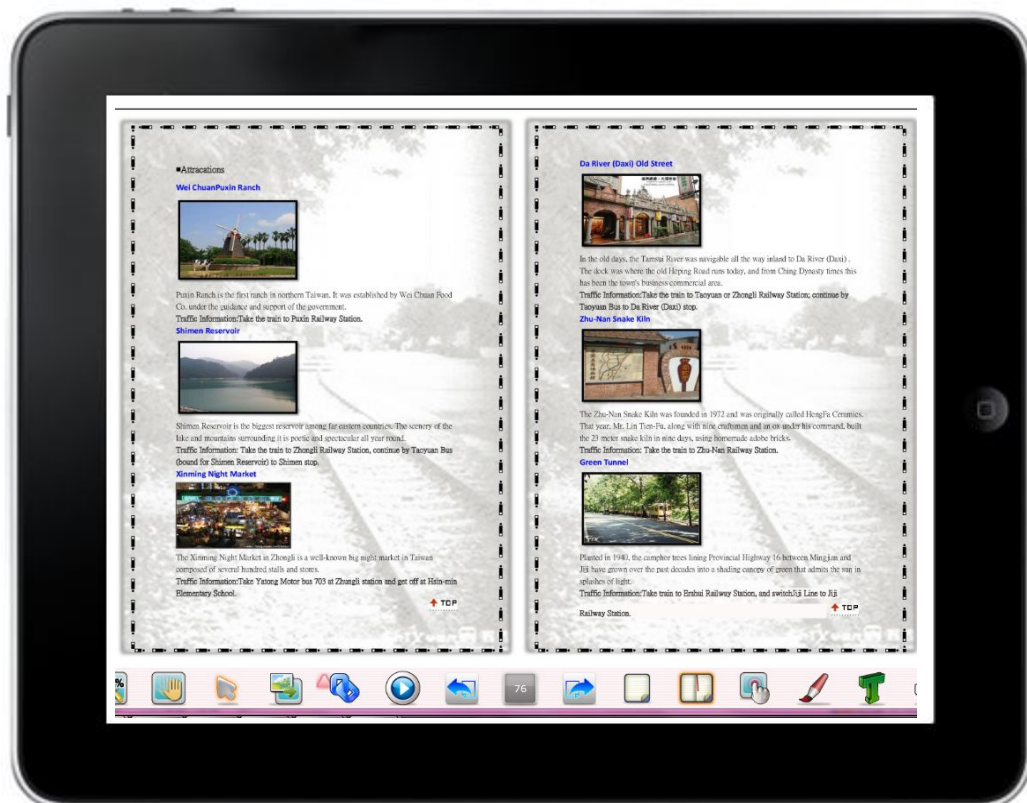 ■Attracations
Wei ChuanPuxin Ranch
Puxin Ranch is the first ranch in northern Taiwan. It was established by Wei Chuan Food
Co. under the guidance and support of the government.
Traffic Information:Take the train to Puxin Railway Station.
Shimen Reservoir
Shimen Reservoir is the biggest reservoir among far eastern countries. The scenery of the
lake and mountains surrounding it is poetic and spectacular all year round.
Traffic Information: Take the train to Zhongli Railway Station, continue by Taoyuan Bus
(bound for Shimen Reservoir) to Shimen stop.
Xinming Night Market
The Xinming Night Market in Zhongli is a well-known big night market in Taiwan
composed of several hundred stalls and stores.
Traffic Information:Take Yatong Motor bus 703 at Zhungli station and get off at Hsin-min
Elementary School.
TOP
Da River (Daxi) Old Street
In the old days, the Tamsui River was navigable all the way inland to Da River (Daxi) .
The dock was where the old Heping Road runs today, and from Ching Dynasty times this
has been the town's business commercial area.
Traffic Information:Take the train to Taoyuan or Zhongli Railway Station; continue by
Taoyuan Bus to Da River (Daxi) stop.
Zhu-Nan Snake Kiln
The Zhu-Nan Snake Kiln was founded in 1972 and was originally called HengFa Ceramics.
That year, Mr. Lin Tien-Fu, along with nine craftsmen and an ox under his command, built
the 23 meter snake kiln in nine days, using homemade adobe bricks.
Traffic Information: Take the train to Zhu-Nan Railway Station.
Green Tunnel
Planted in 1940, the camphor trees lining Provincial Highway 16 between Mingjian and
Jiji have grown over the past decades into a shading canopy of green that admits the sun in
splashes of light.
Traffic Information:Take train to Ershui Railway Station, and switchJiji Line to Jiji
Railway Station.
TOP
%
76